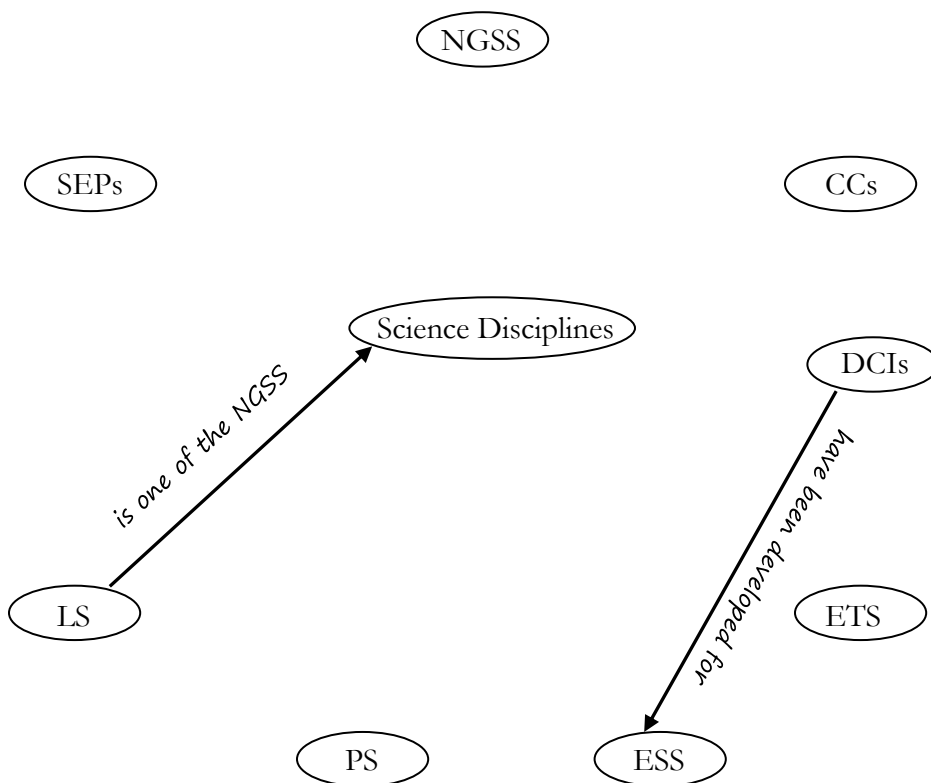 NGSS
SEPs
CCs
Science Disciplines
DCIs
is one of the NGSS
have been developed for
LS
ETS
PS
ESS